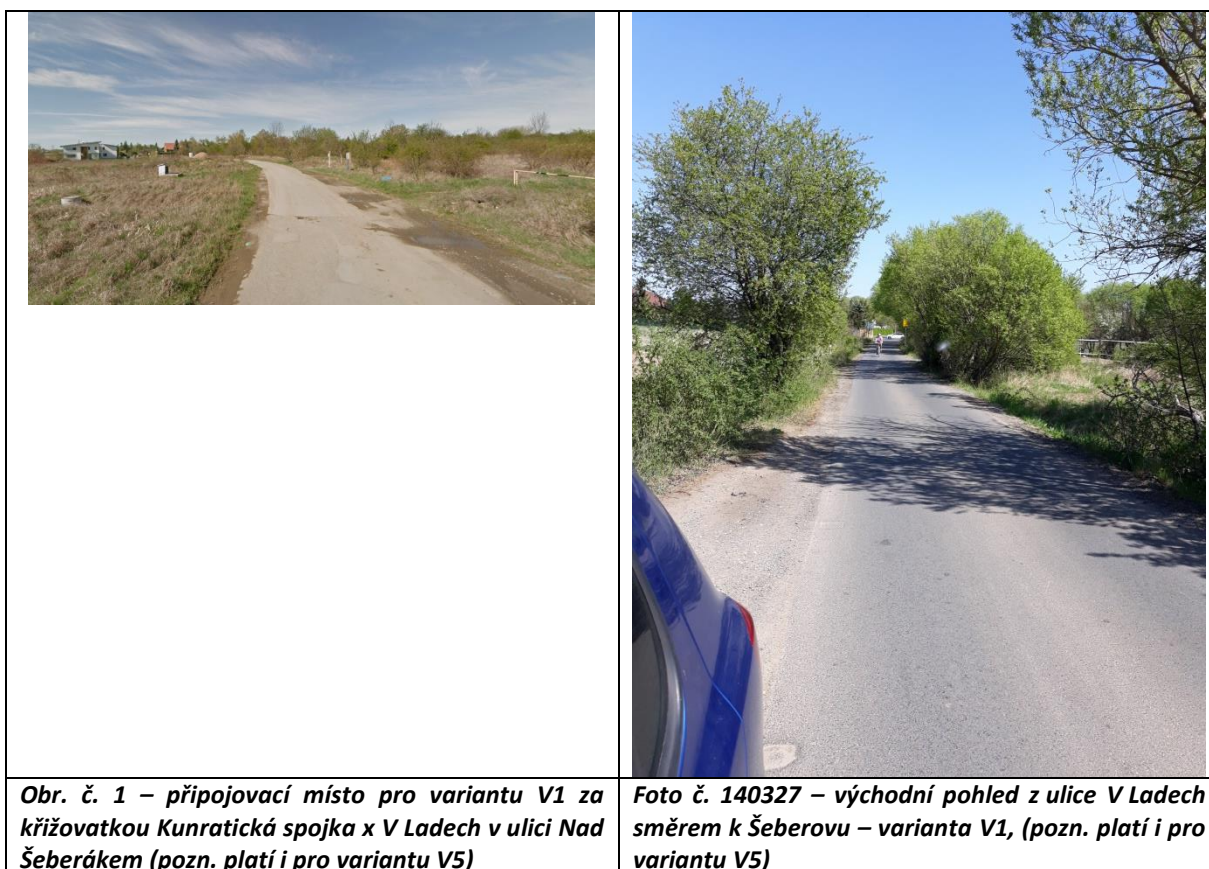 Obr. č. 1 – připojovací místo pro variantu V1 za
křižovatkou Kunratická spojka x V Ladech v ulici Nad
Šeberákem (pozn. platí i pro variantu V5)
Foto č. 140327 – východní pohled z ulice V Ladech
směrem k Šeberovu – varianta V1, (pozn. platí i pro
variantu V5)